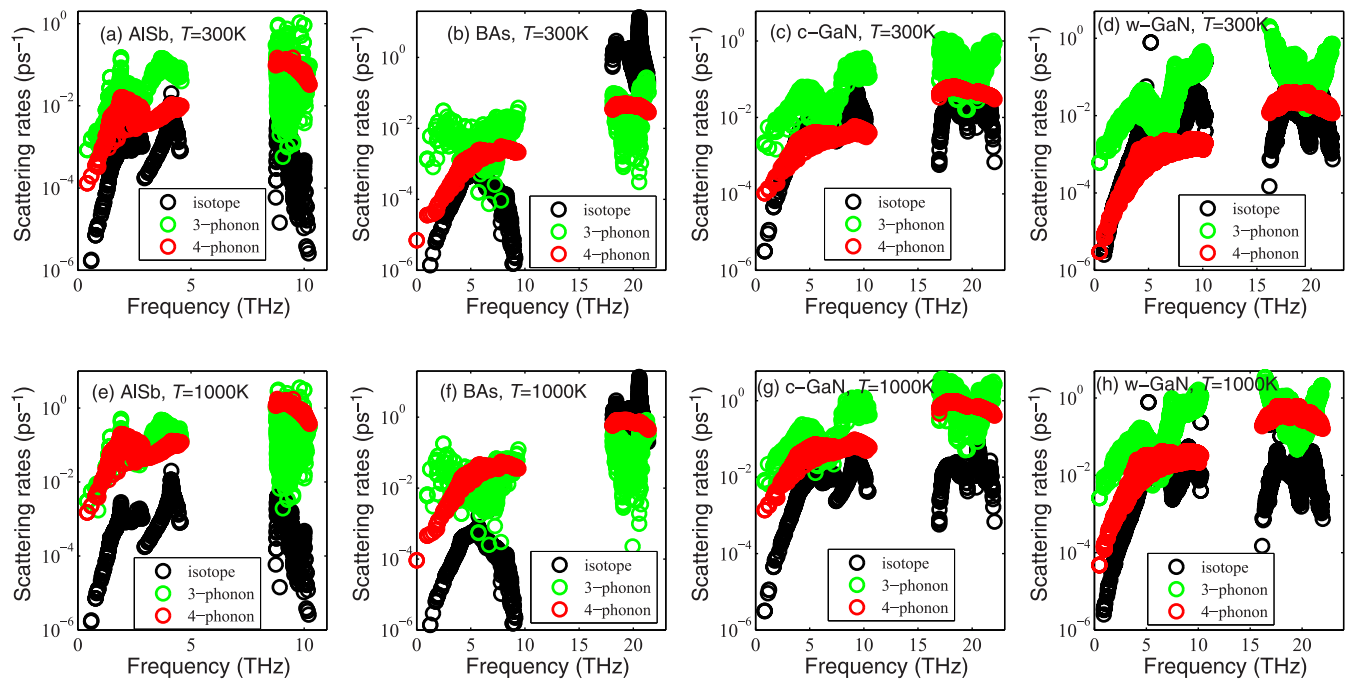 (a) AlSb, T=300K
Scattering rates (ps⁻¹)
10⁰
10⁻²
10⁻⁴
10⁻⁶
isotope
3−phonon
4−phonon
0 5 10
Frequency (THz)
(b) BAs, T=300K
Scattering rates (ps⁻¹)
10⁰
10⁻²
10⁻⁴
10⁻⁶
isotope
3−phonon
4−phonon
0 5 10 15 20
Frequency (THz)
(c) c−GaN, T=300K
Scattering rates (ps⁻¹)
10⁰
10⁻²
10⁻⁴
10⁻⁶
isotope
3−phonon
4−phonon
0 5 10 15 20
Frequency (THz)
(d) w−GaN, T=300K
Scattering rates (ps⁻¹)
10⁰
10⁻²
10⁻⁴
10⁻⁶
isotope
3−phonon
4−phonon
0 5 10 15 20
Frequency (THz)
(e) AlSb, T=1000K
Scattering rates (ps⁻¹)
10⁰
10⁻²
10⁻⁴
10⁻⁶
isotope
3−phonon
4−phonon
0 5 10
Frequency (THz)
(f) BAs, T=1000K
Scattering rates (ps⁻¹)
10⁰
10⁻²
10⁻⁴
10⁻⁶
isotope
3−phonon
4−phonon
0 5 10 15 20
Frequency (THz)
(g) c−GaN, T=1000K
Scattering rates (ps⁻¹)
10⁰
10⁻²
10⁻⁴
10⁻⁶
isotope
3−phonon
4−phonon
0 5 10 15 20
Frequency (THz)
(h) w−GaN, T=1000K
Scattering rates (ps⁻¹)
10⁰
10⁻²
10⁻⁴
10⁻⁶
isotope
3−phonon
4−phonon
0 5 10 15 20
Frequency (THz)